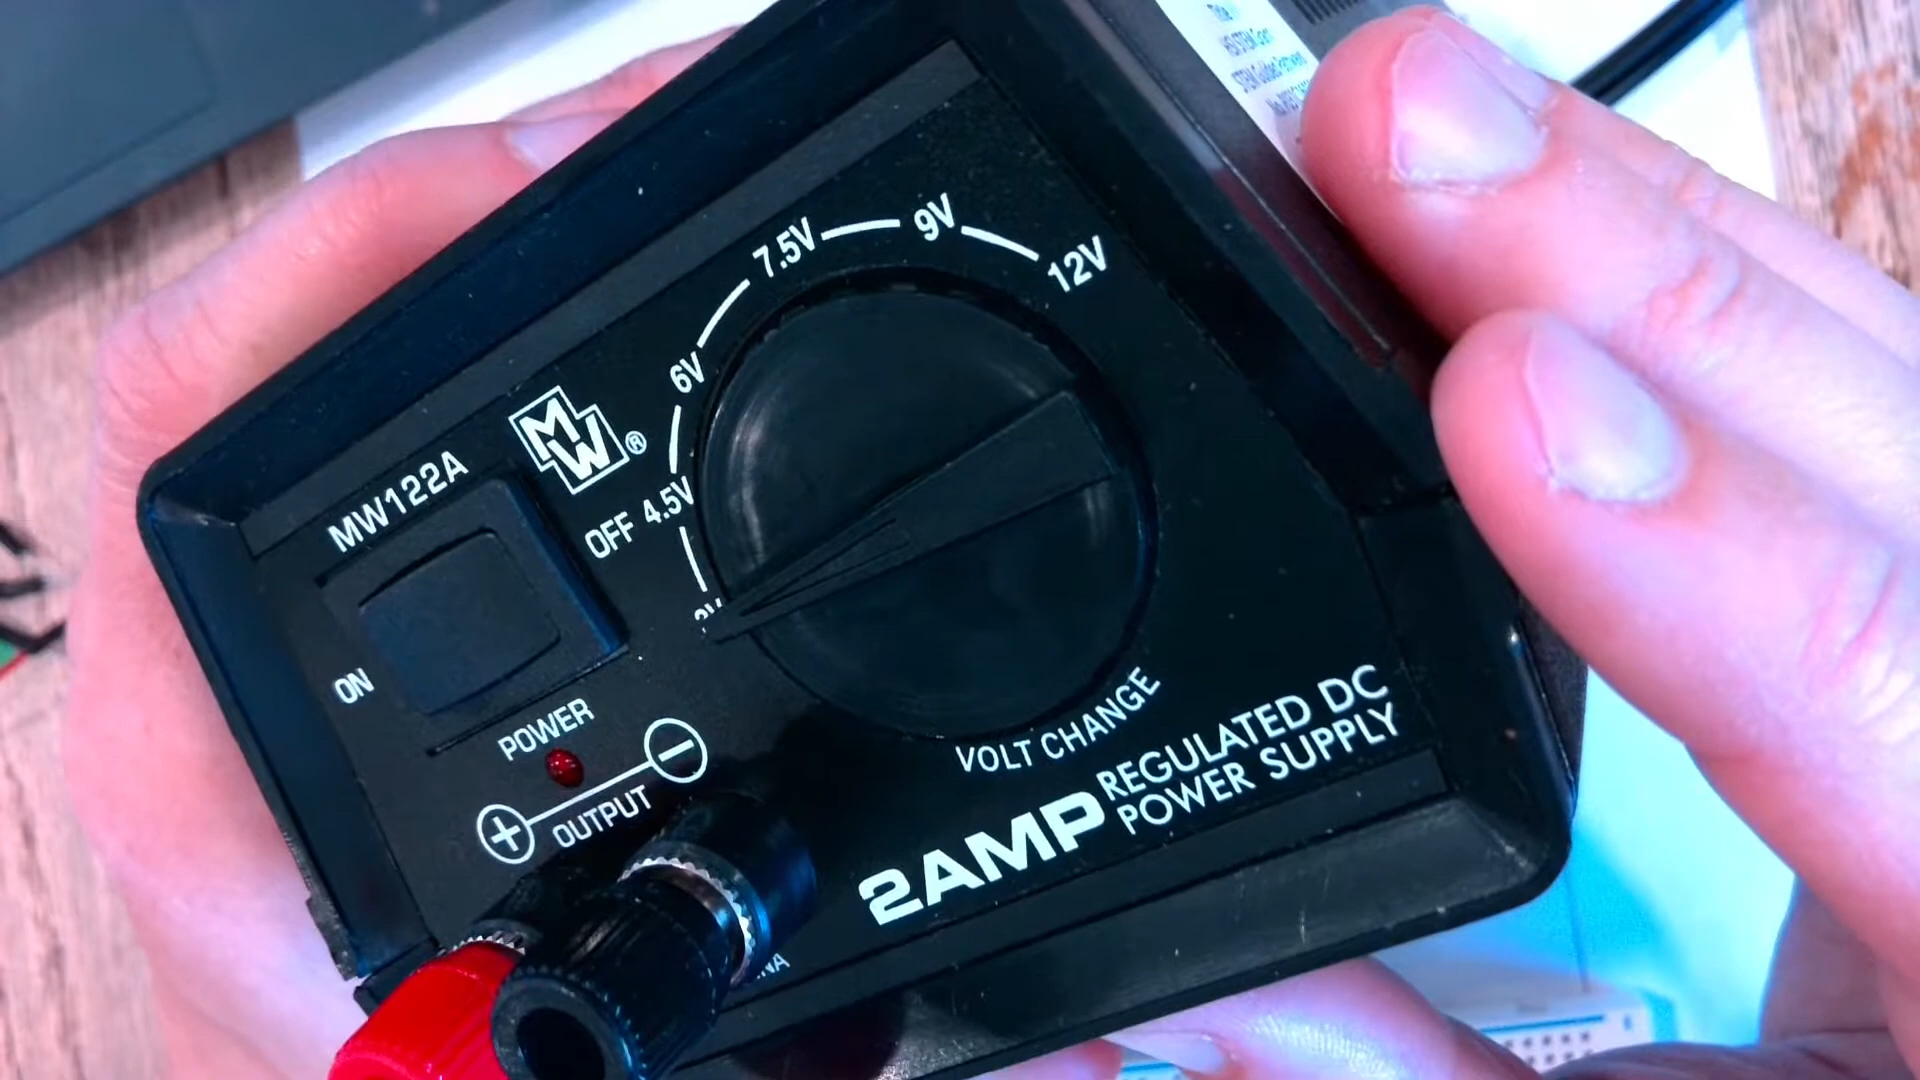 12V
9V
7.5V
6V
4.5V
MW®
MW122A
OFF
ON
POWER
OUTPUT
VOLT CHANGE
2AMP
REGULATED DC
POWER SUPPLY